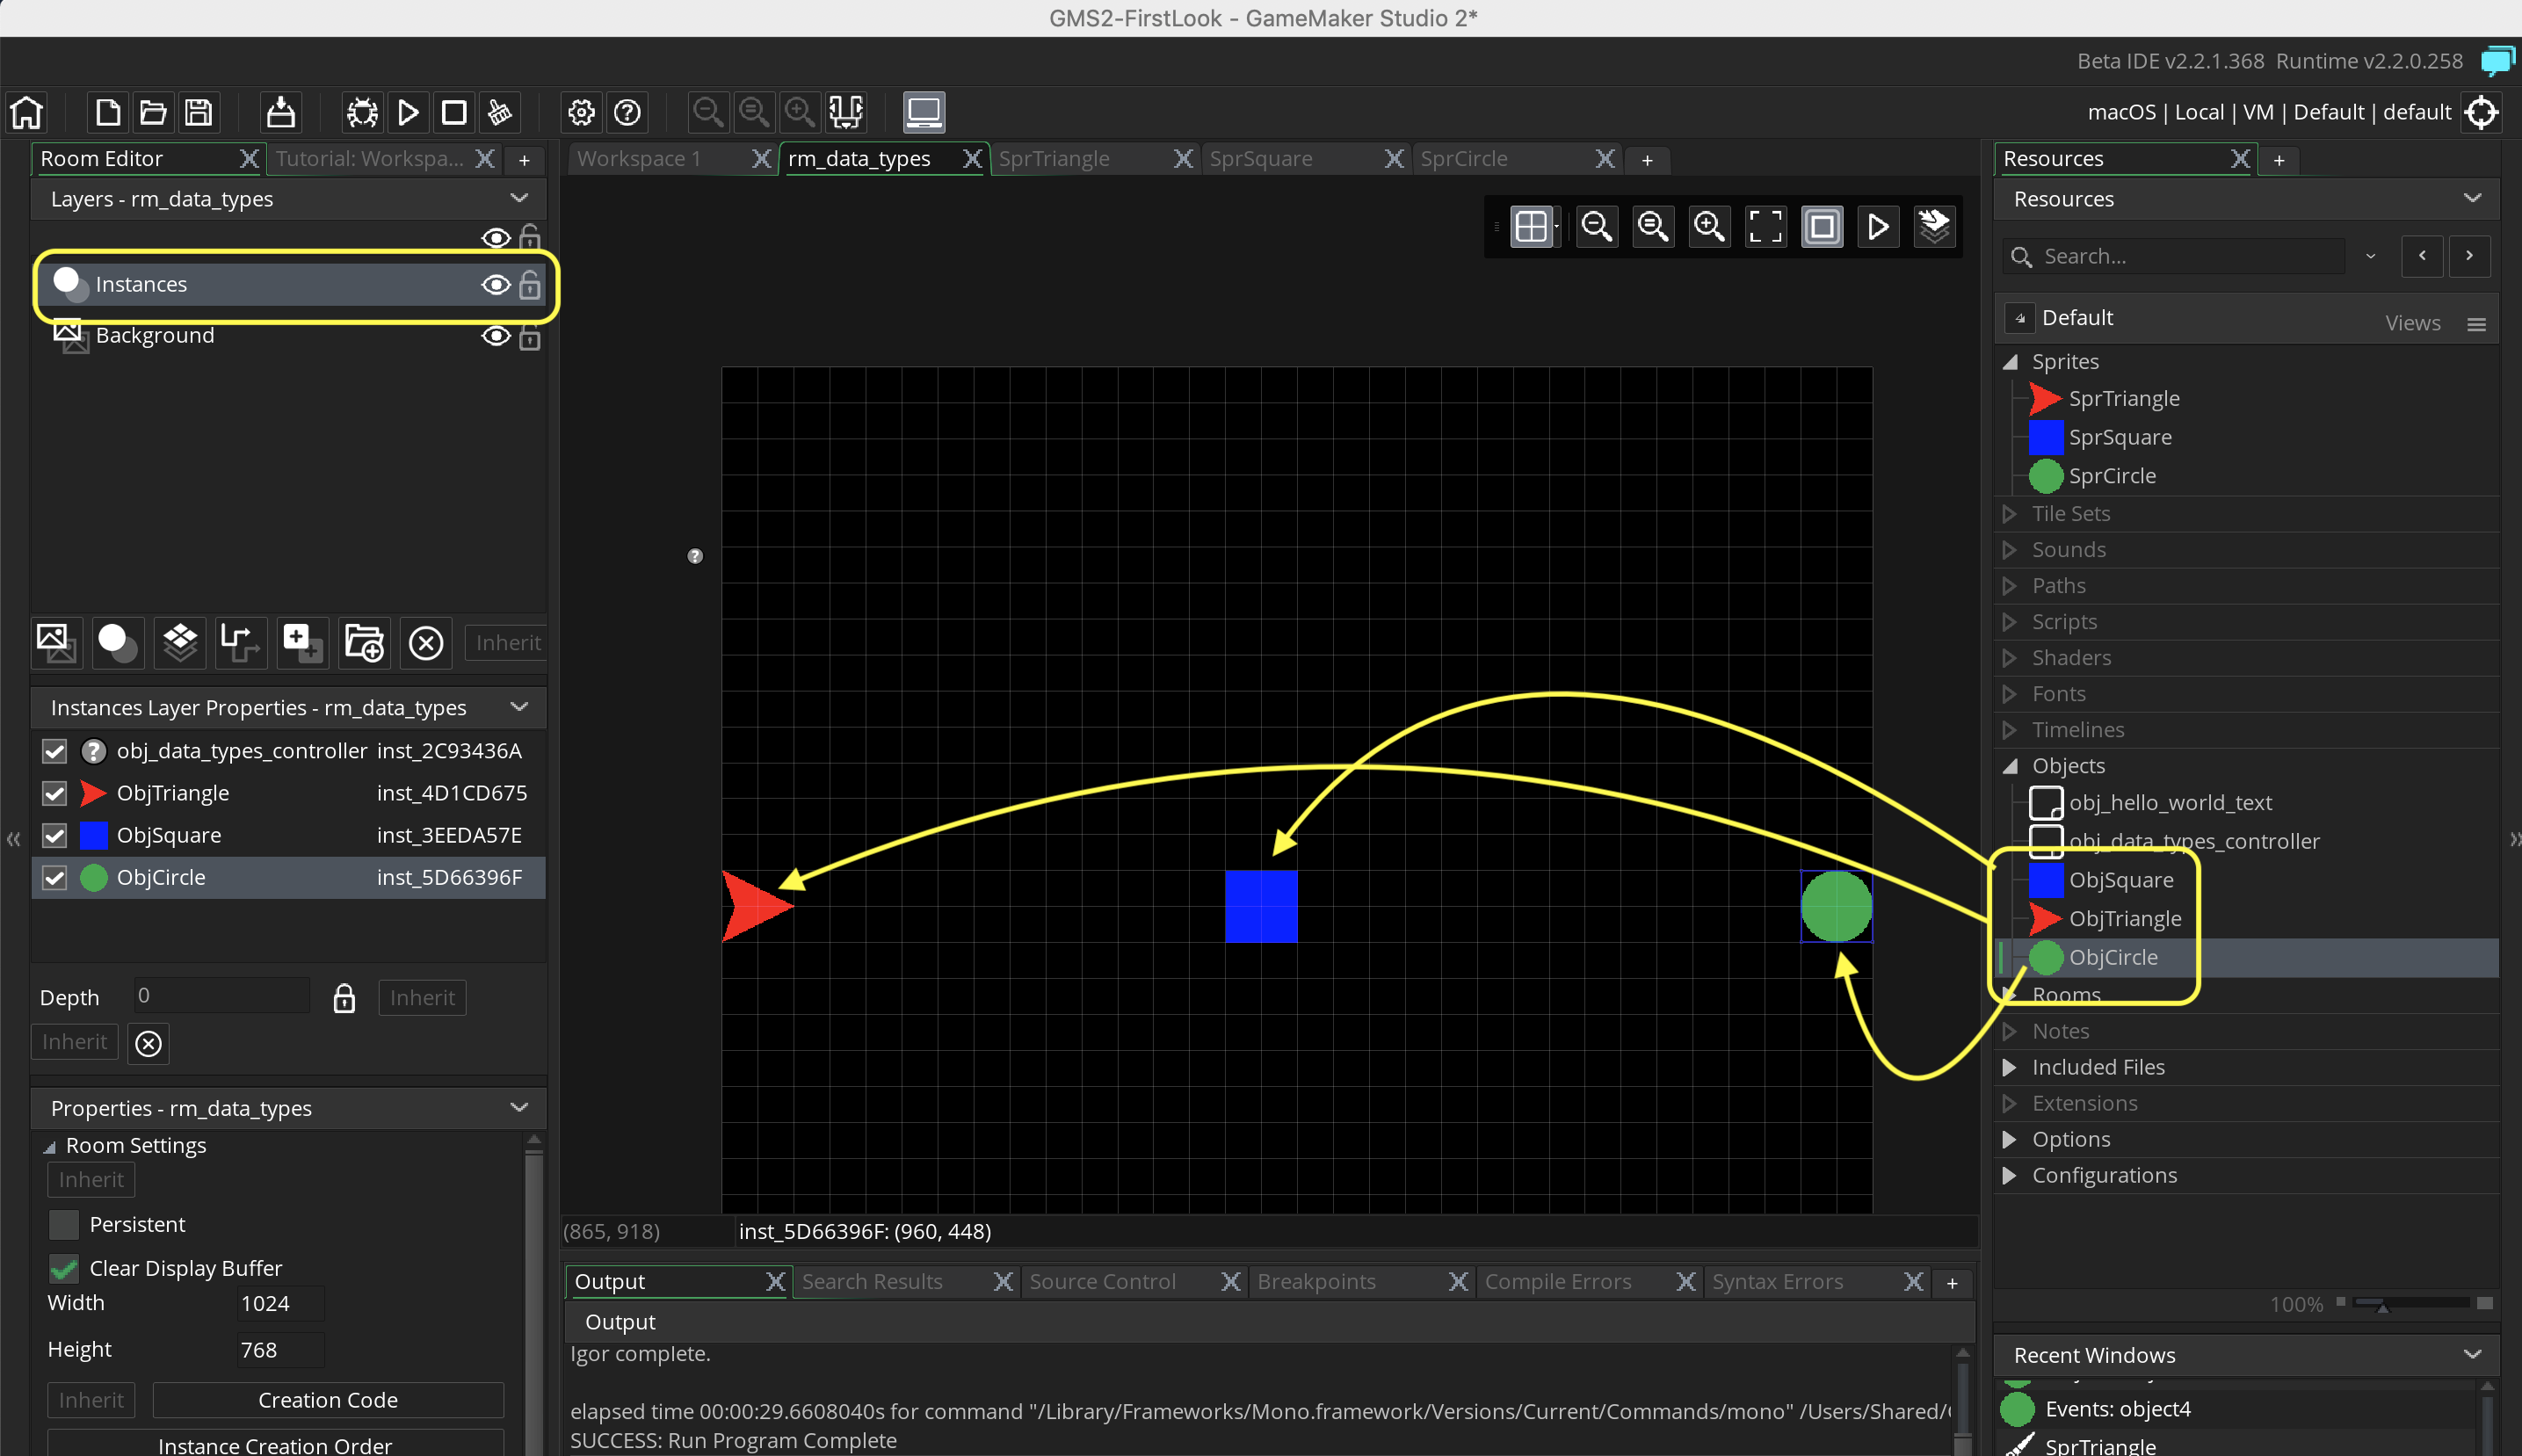 GMS2-FirstLook - GameMaker Studio 2*
Beta IDE v2.2.1.368 Runtime v2.2.0.258
macOS | Local | VM | Default | default
Room Editor
Tutorial: Workspa...
+
Layers - rm_data_types
Instances
Background
Inherit
Instances Layer Properties - rm_data_types
obj_data_types_controller inst_2C93436A
ObjTriangle inst_4D1CD675
ObjSquare inst_3EEDA57E
ObjCircle inst_5D66396F
Depth 0 Inherit
Inherit
Properties - rm_data_types
Room Settings
Inherit
Persistent
Clear Display Buffer
Width 1024
Height 768
Inherit Creation Code
Instance Creation Order
Workspace 1
rm_data_types
SprTriangle
SprSquare
SprCircle
+
(865, 918)
inst_5D66396F: (960, 448)
Output
Search Results
Source Control
Breakpoints
Compile Errors
Syntax Errors
+
Output
Igor complete.
elapsed time 00:00:29.6608040s for command "/Library/Frameworks/Mono.framework/Versions/Current/Commands/mono" /Users/Shared/
SUCCESS: Run Program Complete
Resources
+
Resources
Search...
Default
Views
Sprites
SprTriangle
SprSquare
SprCircle
Tile Sets
Sounds
Paths
Scripts
Shaders
Fonts
Timelines
Objects
obj_hello_world_text
obj_data_types_controller
ObjSquare
ObjTriangle
ObjCircle
Rooms
Notes
Included Files
Extensions
Options
Configurations
100%
Recent Windows
Events: object4
SprTriangle